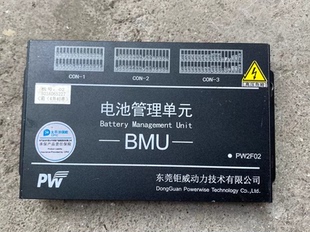 CON-1 CON-2 CON-3
电池管理单元
Battery Management Unit
BMU
PW2F02
PW
东莞钜威动力技术有限公司
DongGuan Powerwise Technology Co.,Ltd.